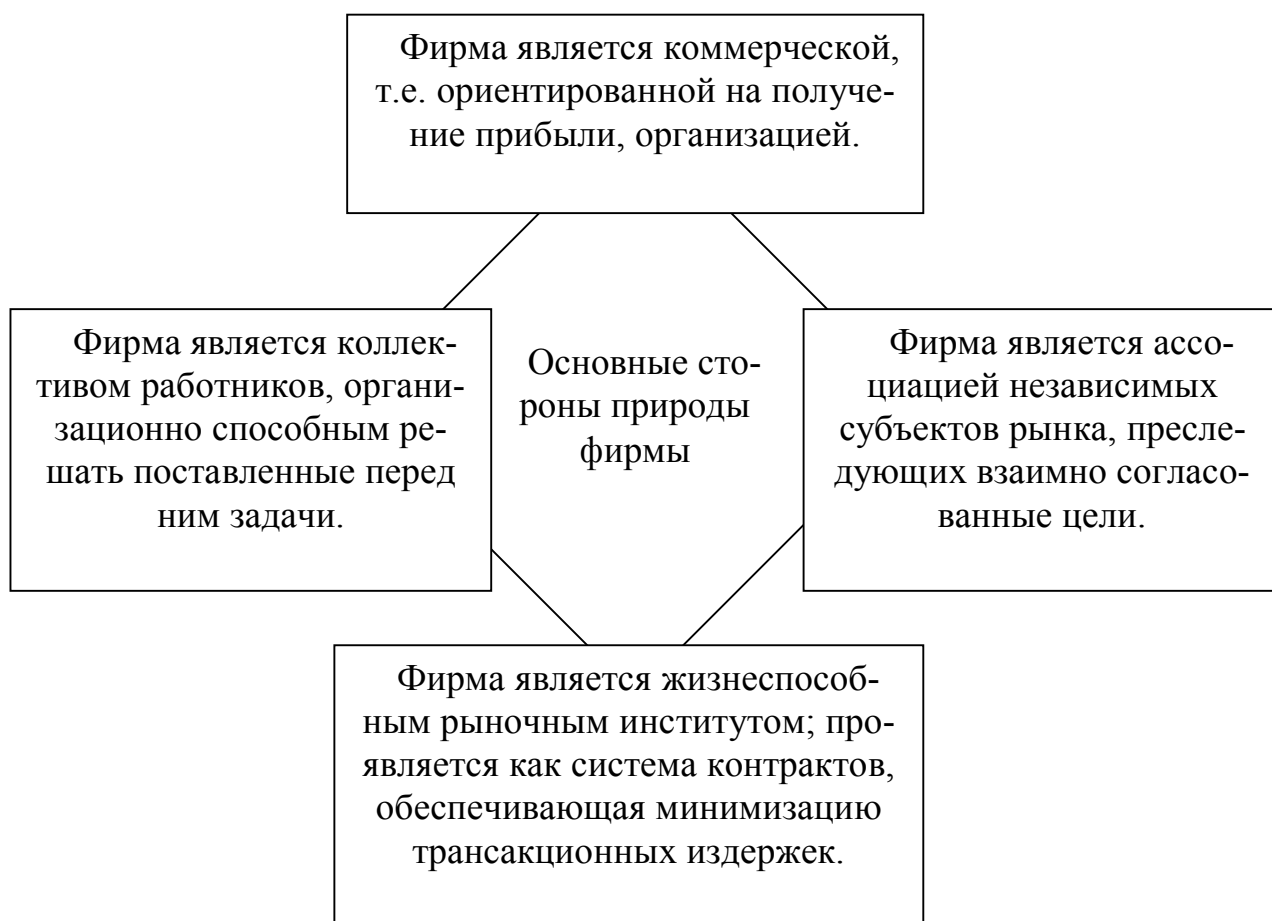 Фирма является коммерческой,
т.е. ориентированной на получе-
ние прибыли, организацией.
Фирма является коллек-
тивом работников, органи-
зационно способным ре-
шать поставленные перед
ним задачи.
Основные сто-
роны природы
фирмы
Фирма является ассо-
циацией независимых
субъектов рынка, пресле-
дующих взаимно согласо-
ванные цели.
Фирма является жизнеспособ-
ным рыночным институтом; про-
является как система контрактов,
обеспечивающая минимизацию
трансакционных издержек.